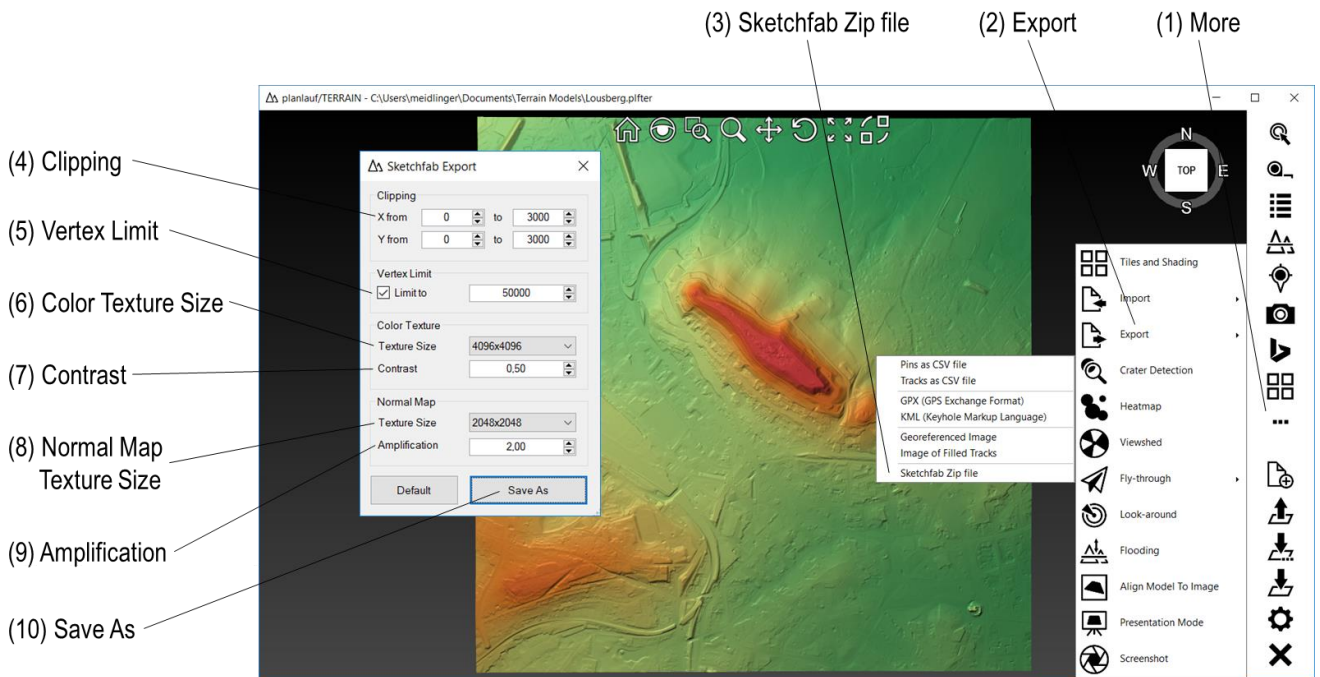 (3) Sketchfab Zip file
(2) Export
(1) More
planlauf/TERRAIN - C:\Users\meidlinger\Documents\Terrain Models\Lousberg.plfter
(4) Clipping
(5) Vertex Limit
(6) Color Texture Size
(7) Contrast
(8) Normal Map
Texture Size
(9) Amplification
(10) Save As
Sketchfab Export
Clipping
X from 0 to 3000
Y from 0 to 3000
Vertex Limit
Limit to 50000
Color Texture
Texture Size 4096x4096
Contrast 0,50
Normal Map
Texture Size 2048x2048
Amplification 2,00
Default Save As
N
W TOP E
S
Pins as CSV file
Tracks as CSV file
GPX (GPS Exchange Format)
KML (Keyhole Markup Language)
Georeferenced Image
Image of Filled Tracks
Sketchfab Zip file
Tiles and Shading
Import
Export
Crater Detection
Heatmap
Viewshed
Fly-through
Look-around
Flooding
Align Model To Image
Presentation Mode
Screenshot